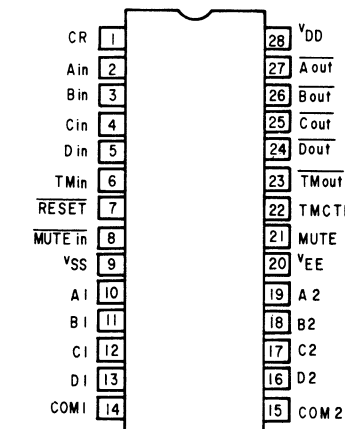 CR 1 28 VDD
Ain 2 27 Aout
Bin 3 26 Bout
Cin 4 25 Cout
Din 5 24 Dout
TMin 6 23 TMout
RESET 7 22 TMCTI
MUTE in 8 21 MUTE
VSS 9 20 VEE
A1 10 19 A2
B1 11 18 B2
C1 12 17 C2
D1 13 16 D2
COM1 14 15 COM2